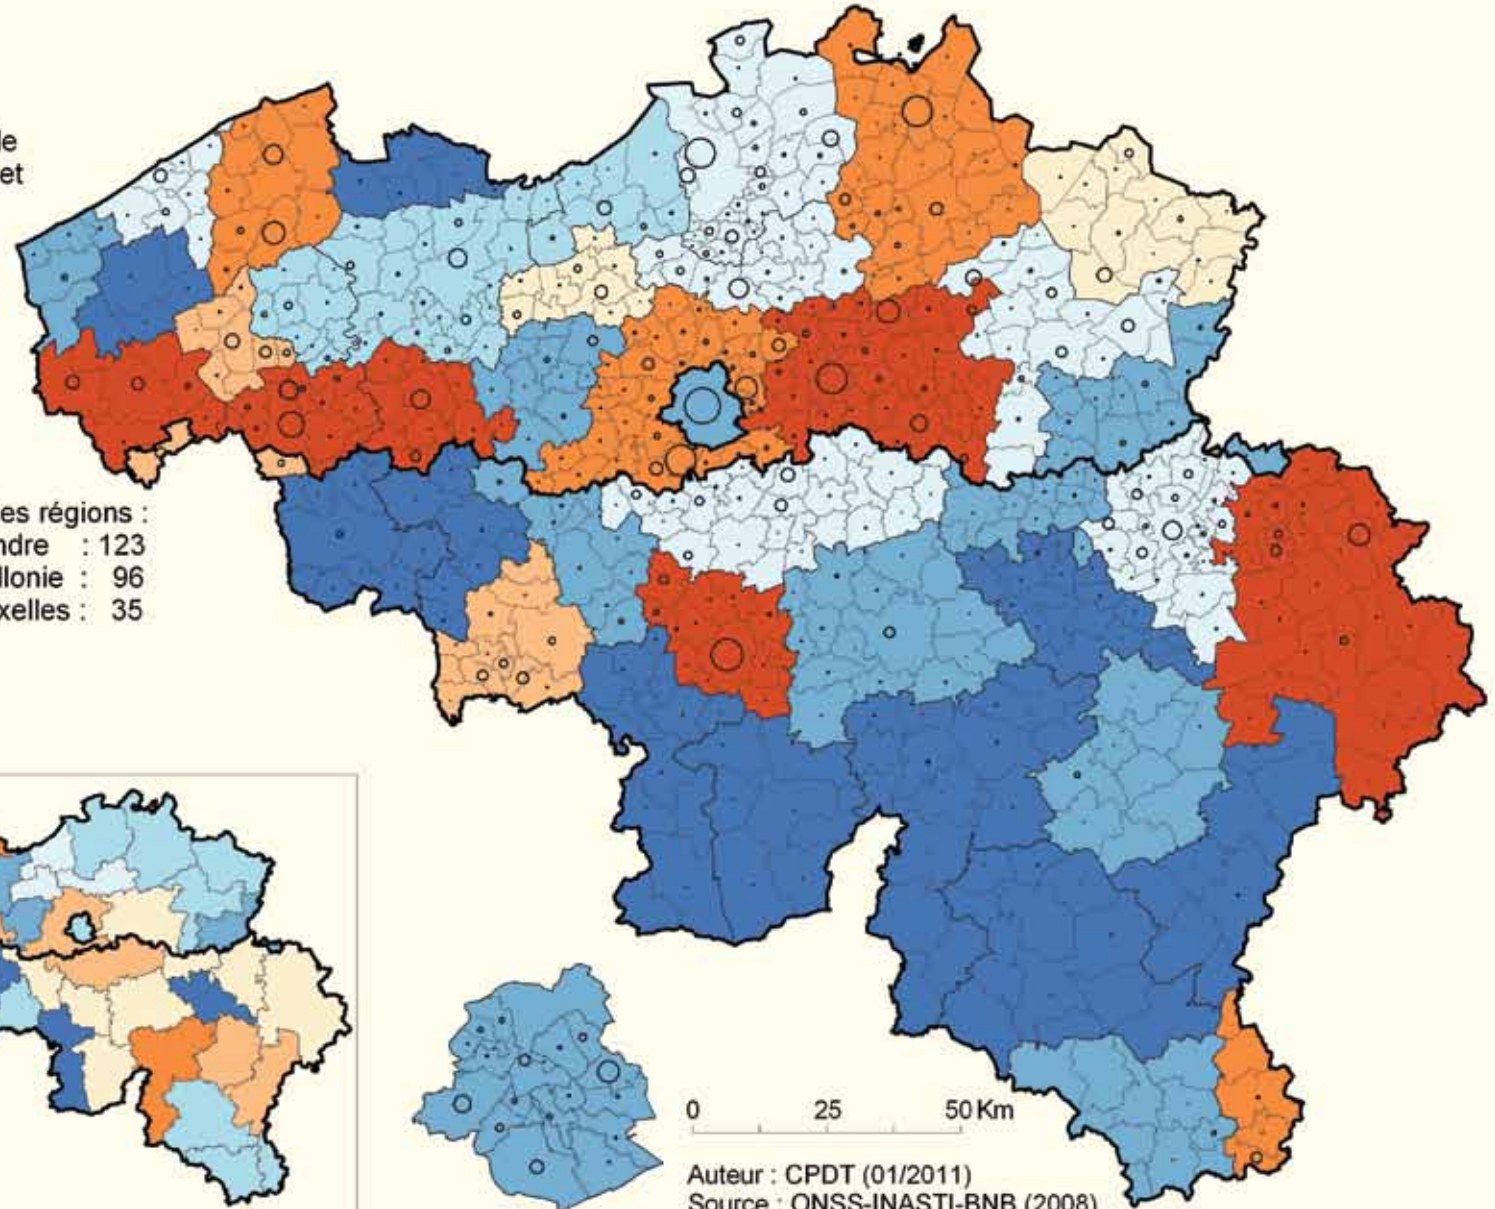 et
es régions :
ndre : 123
llonie : 96
xelles : 35
0 25 50 Km
Auteur : CPDT (01/2011)
Source : ONSS-INASTI-BNB (2008)